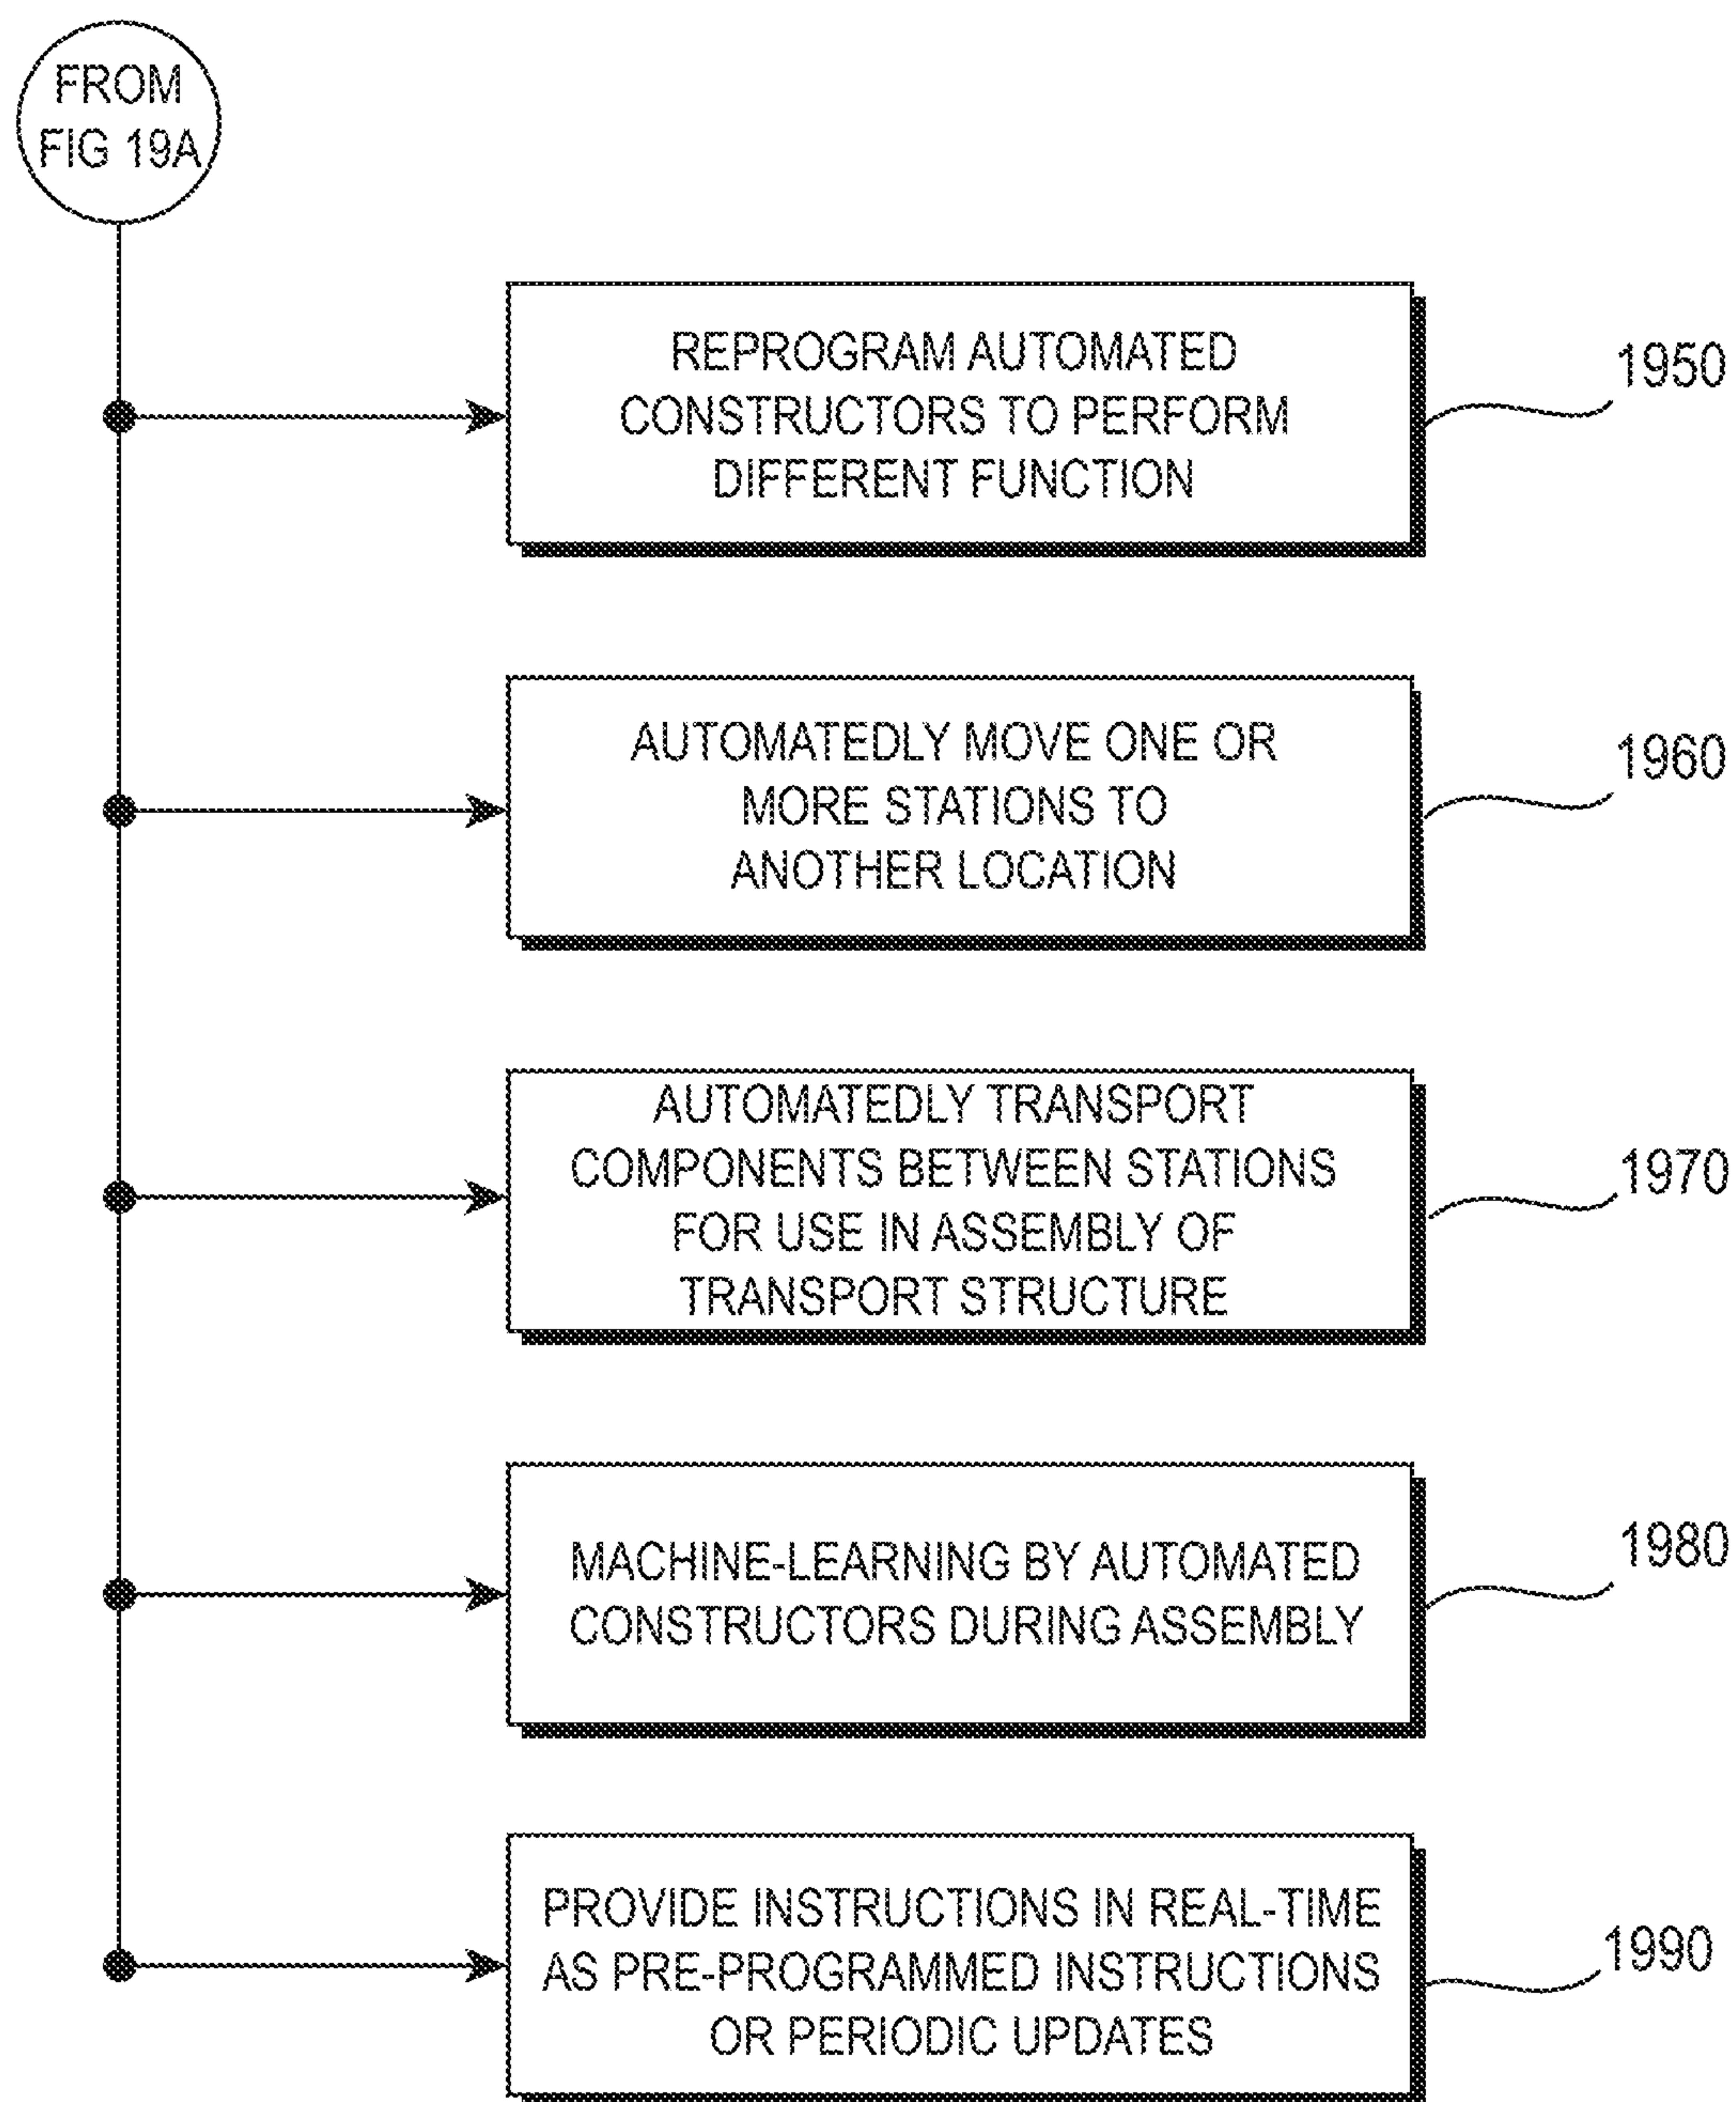 FROM
FIG 19A
REPROGRAM AUTOMATED
CONSTRUCTORS TO PERFORM
DIFFERENT FUNCTION
1950
AUTOMATEDLY MOVE ONE OR
MORE STATIONS TO
ANOTHER LOCATION
1960
AUTOMATEDLY TRANSPORT
COMPONENTS BETWEEN STATIONS
FOR USE IN ASSEMBLY OF
TRANSPORT STRUCTURE
1970
MACHINE-LEARNING BY AUTOMATED
CONSTRUCTORS DURING ASSEMBLY
1980
PROVIDE INSTRUCTIONS IN REAL-TIME
AS PRE-PROGRAMMED INSTRUCTIONS
OR PERIODIC UPDATES
1990